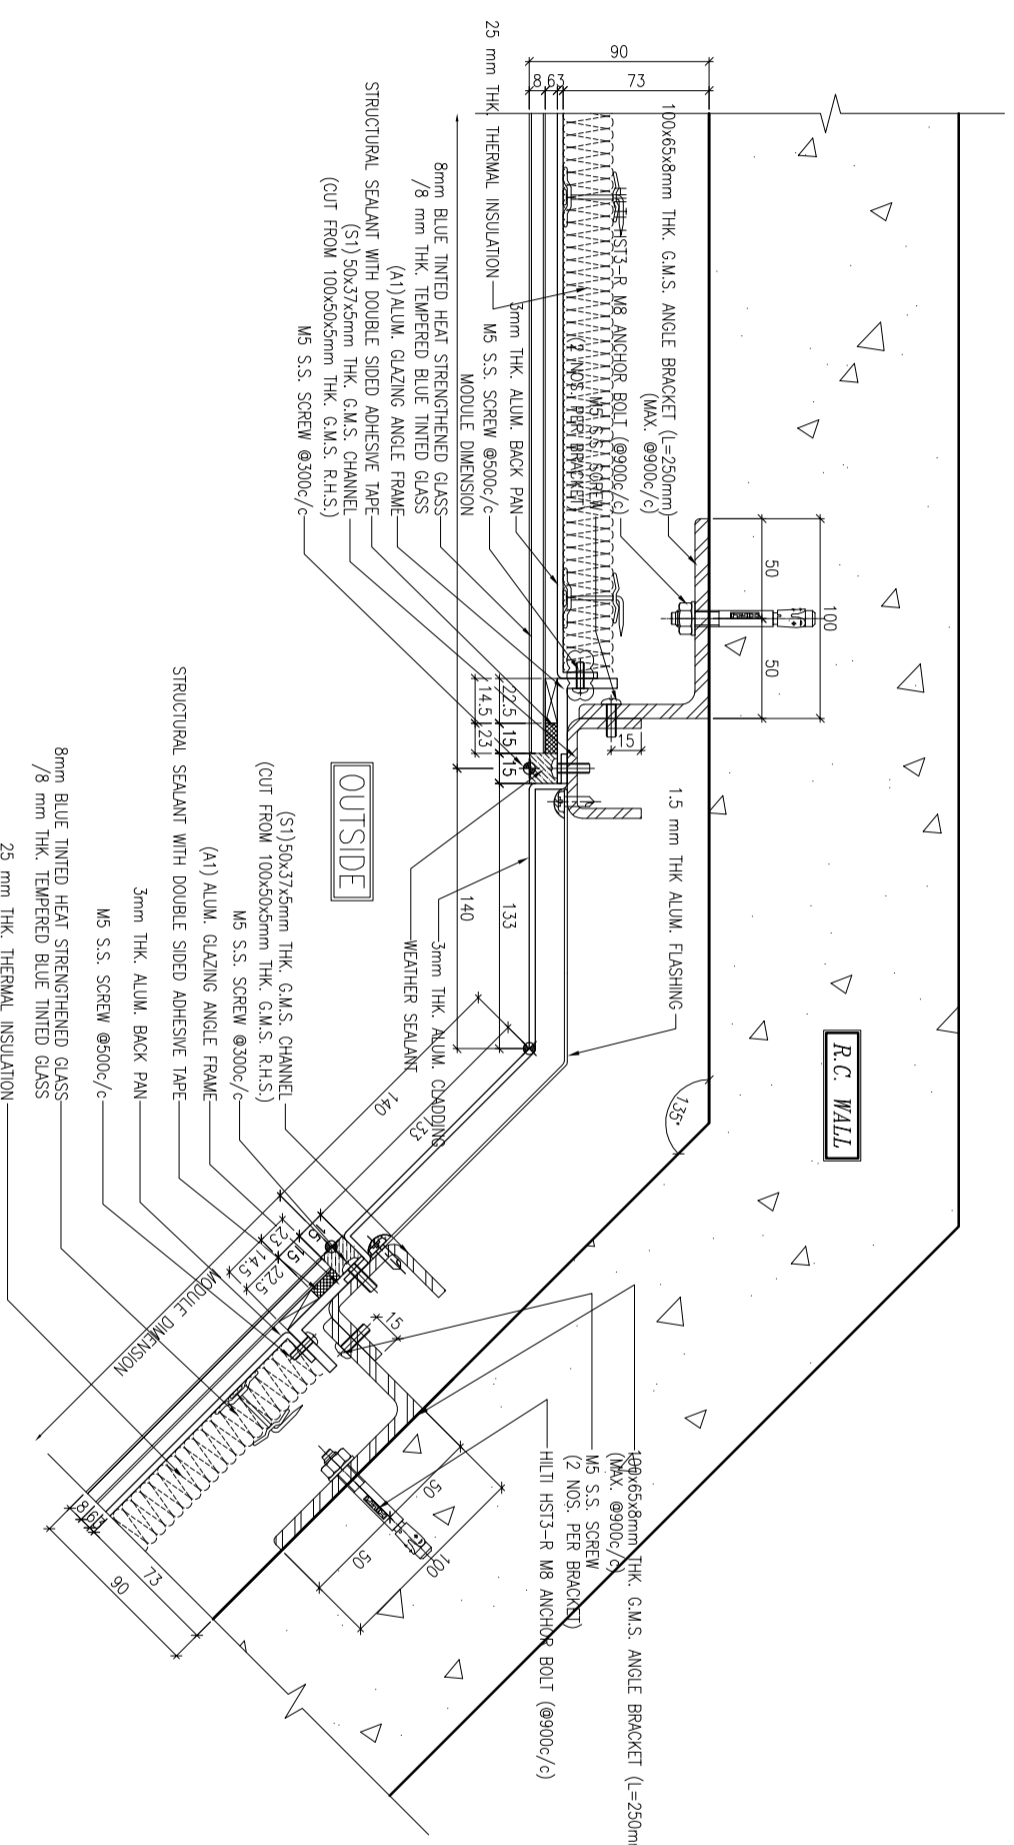 R.C. WALL
OUTSIDE
90
8
6
3
73
100x65x8mm THK. G.M.S. ANGLE BRACKET (L=250mm)
(MAX. @900c/c)
HILTI HST3-R M8 ANCHOR BOLT (@900c/c)
M5 S.S. SCREW
(2 NOS. PER BRACKET)
25 mm THK. THERMAL INSULATION
3mm THK. ALUM. BACK PAN
M5 S.S. SCREW @500c/c
MODULE DIMENSION
8mm BLUE TINTED HEAT STRENGTHENED GLASS
/8 mm THK. TEMPERED BLUE TINTED GLASS
(A1) ALUM. GLAZING ANGLE FRAME
STRUCTURAL SEALANT WITH DOUBLE SIDED ADHESIVE TAPE
(S1) 50x37x5mm THK. G.M.S. CHANNEL
(CUT FROM 100x50x5mm THK. G.M.S. R.H.S.)
M5 S.S. SCREW @300c/c
50
50
100
15
22.5
15
15
14.5
23
133
140
1.5 mm THK ALUM. FLASHING
3mm THK. ALUM. CLADDING
WEATHER SEALANT
135°
140
133
(S1)50x37x5mm THK. G.M.S. CHANNEL
(CUT FROM 100x50x5mm THK. G.M.S. R.H.S.)
M5 S.S. SCREW @300c/c
(A1) ALUM. GLAZING ANGLE FRAME
STRUCTURAL SEALANT WITH DOUBLE SIDED ADHESIVE TAPE
3mm THK. ALUM. BACK PAN
M5 S.S. SCREW @500c/c
8mm BLUE TINTED HEAT STRENGTHENED GLASS
/8 mm THK. TEMPERED BLUE TINTED GLASS
25 mm THK. THERMAL INSULATION
15
15
22.5
23
14.5
MODULE DIMENSION
15
100x65x8mm THK. G.M.S. ANGLE BRACKET (L=250m
(MAX. @900c/c)
M5 S.S. SCREW
(2 NOS. PER BRACKET)
HILTI HST3-R M8 ANCHOR BOLT (@900c/c)
50
50
100
8
6
3
73
90